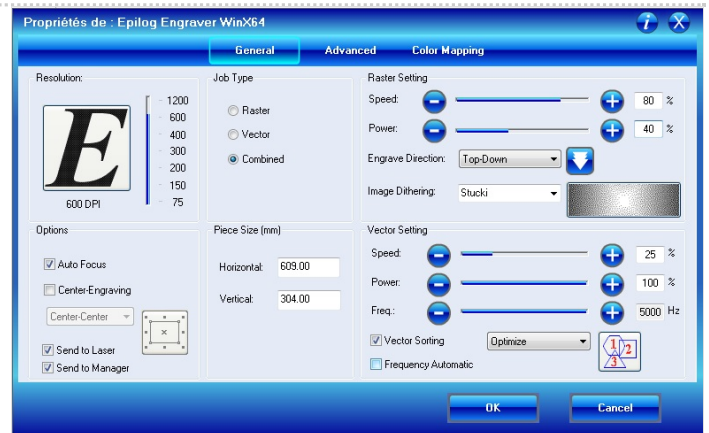 Propriétés de : Epilog Engraver WinX64
General Advanced Color Mapping
Resolution:
E
1200
600
400
300
200
150
75
600 DPI
Job Type
Raster
Vector
Combined
Raster Setting
Speed: 80 %
Power: 40 %
Engrave Direction: Top-Down
Image Dithering: Stucki
Options
Auto Focus
Center-Engraving
Center-Center
Send to Laser
Send to Manager
Piece Size (mm)
Horizontal: 609.00
Vertical: 304.00
Vector Setting
Speed: 25 %
Power: 100 %
Freq.: 5000 Hz
Vector Sorting Optimize
1 2
3
Frequency Automatic
OK Cancel